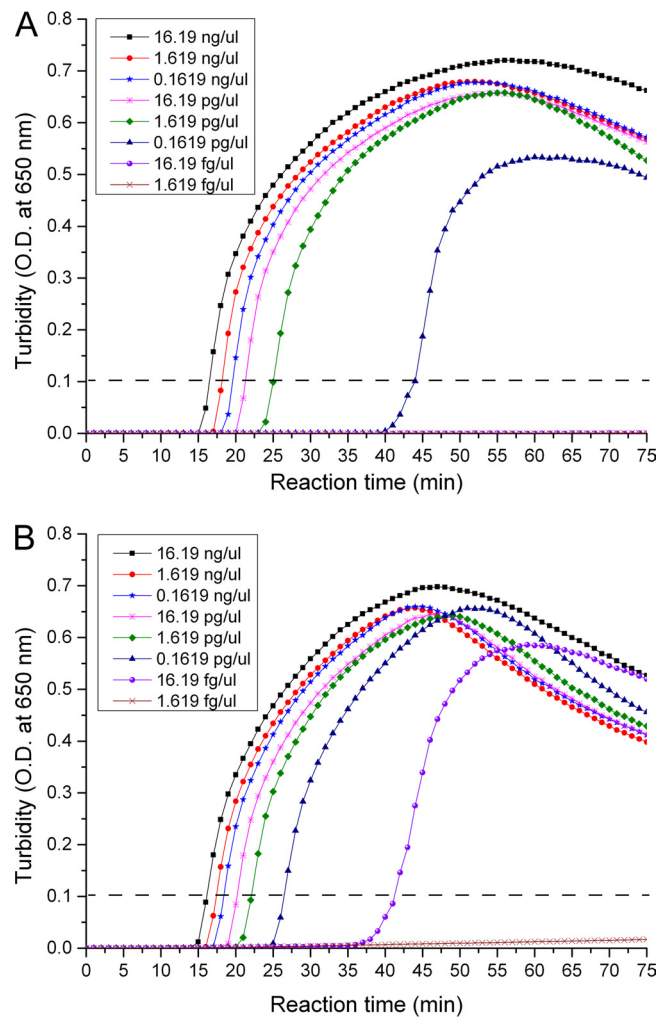 A
0.8
0.7
0.6
0.5
0.4
0.3
0.2
0.1
0.0
Turbidity (O.D. at 650 nm)
16.19 ng/ul
1.619 ng/ul
0.1619 ng/ul
16.19 pg/ul
1.619 pg/ul
0.1619 pg/ul
16.19 fg/ul
1.619 fg/ul
0 5 10 15 20 25 30 35 40 45 50 55 60 65 70 75
Reaction time (min)
B
0.8
0.7
0.6
0.5
0.4
0.3
0.2
0.1
0.0
Turbidity (O.D. at 650 nm)
16.19 ng/ul
1.619 ng/ul
0.1619 ng/ul
16.19 pg/ul
1.619 pg/ul
0.1619 pg/ul
16.19 fg/ul
1.619 fg/ul
0 5 10 15 20 25 30 35 40 45 50 55 60 65 70 75
Reaction time (min)